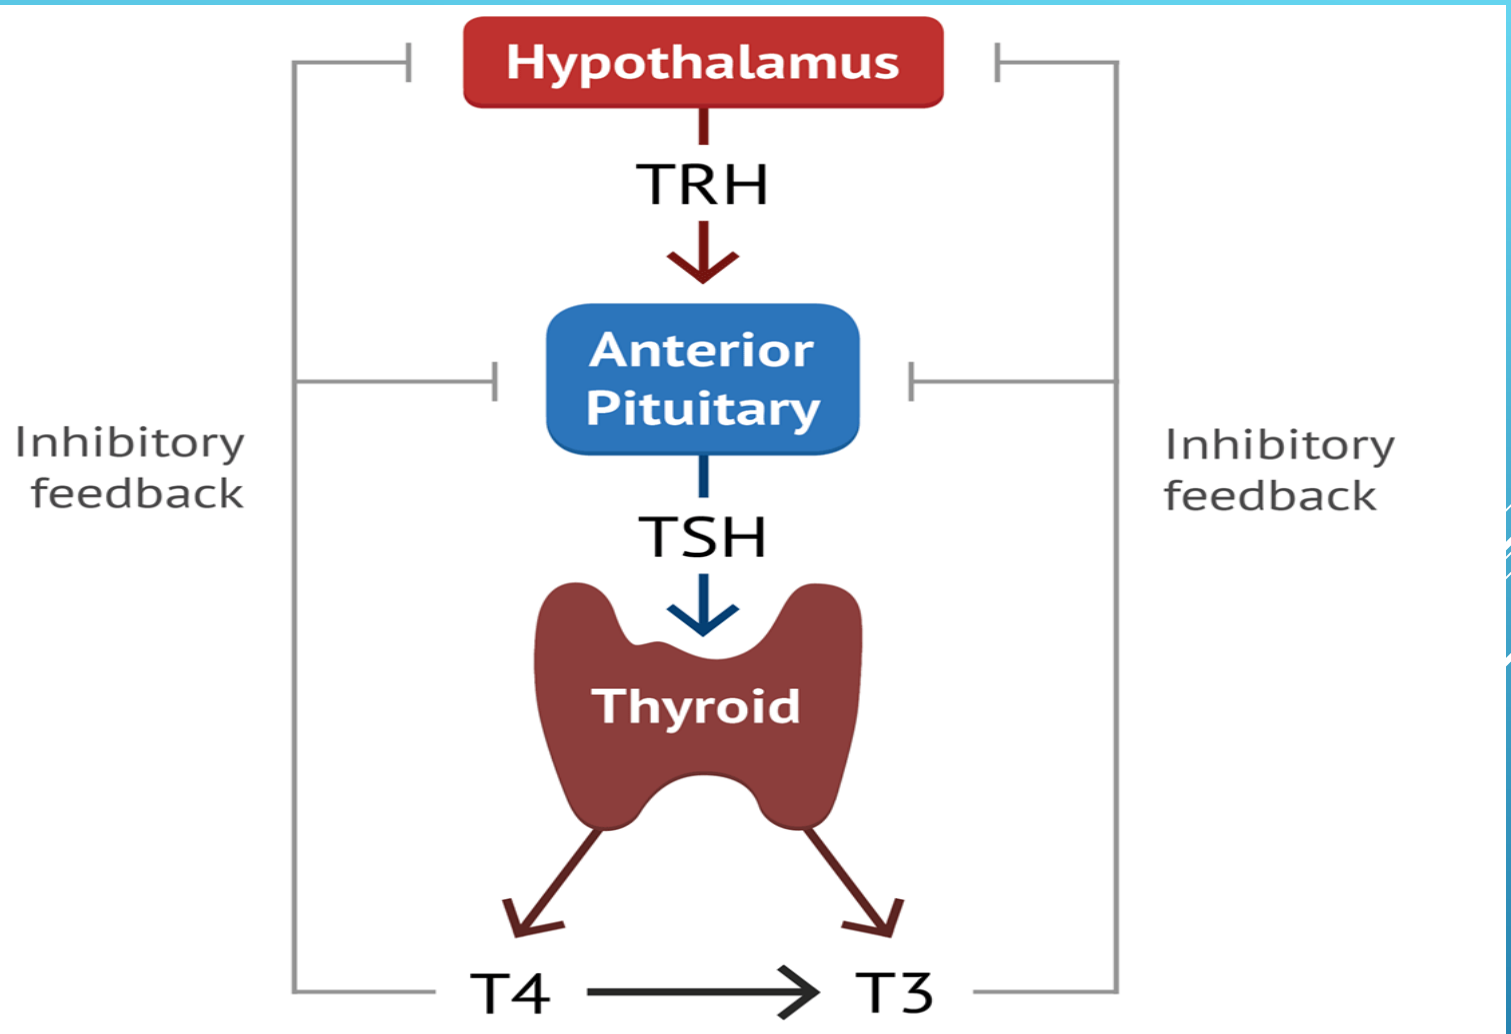 Hypothalamus
TRH
Anterior
Pituitary
Inhibitory
feedback
Inhibitory
feedback
TSH
Thyroid
T4
T3